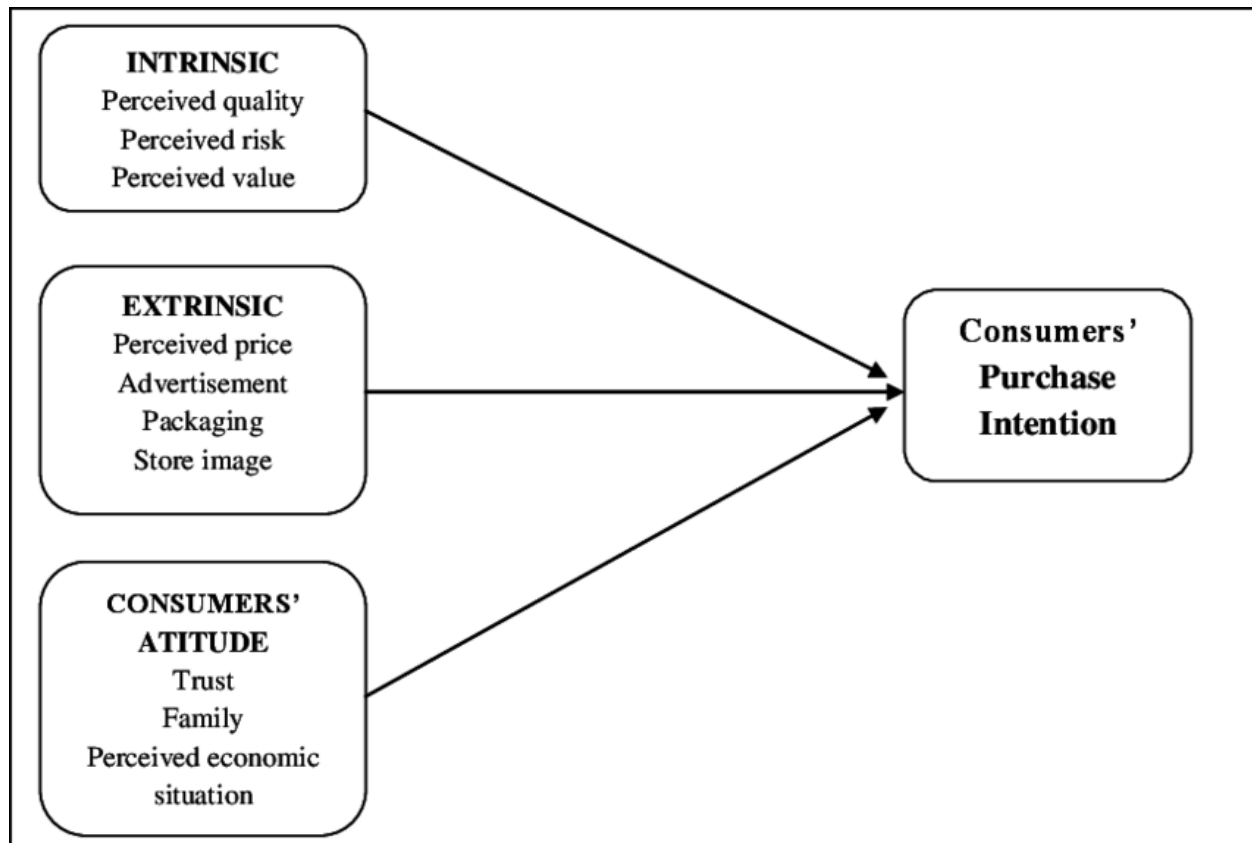 INTRINSIC
Perceived quality
Perceived risk
Perceived value
EXTRINSIC
Perceived price
Advertisement
Packaging
Store image
CONSUMERS’
ATITUDE
Trust
Family
Perceived economic
situation
Consumers’
Purchase
Intention